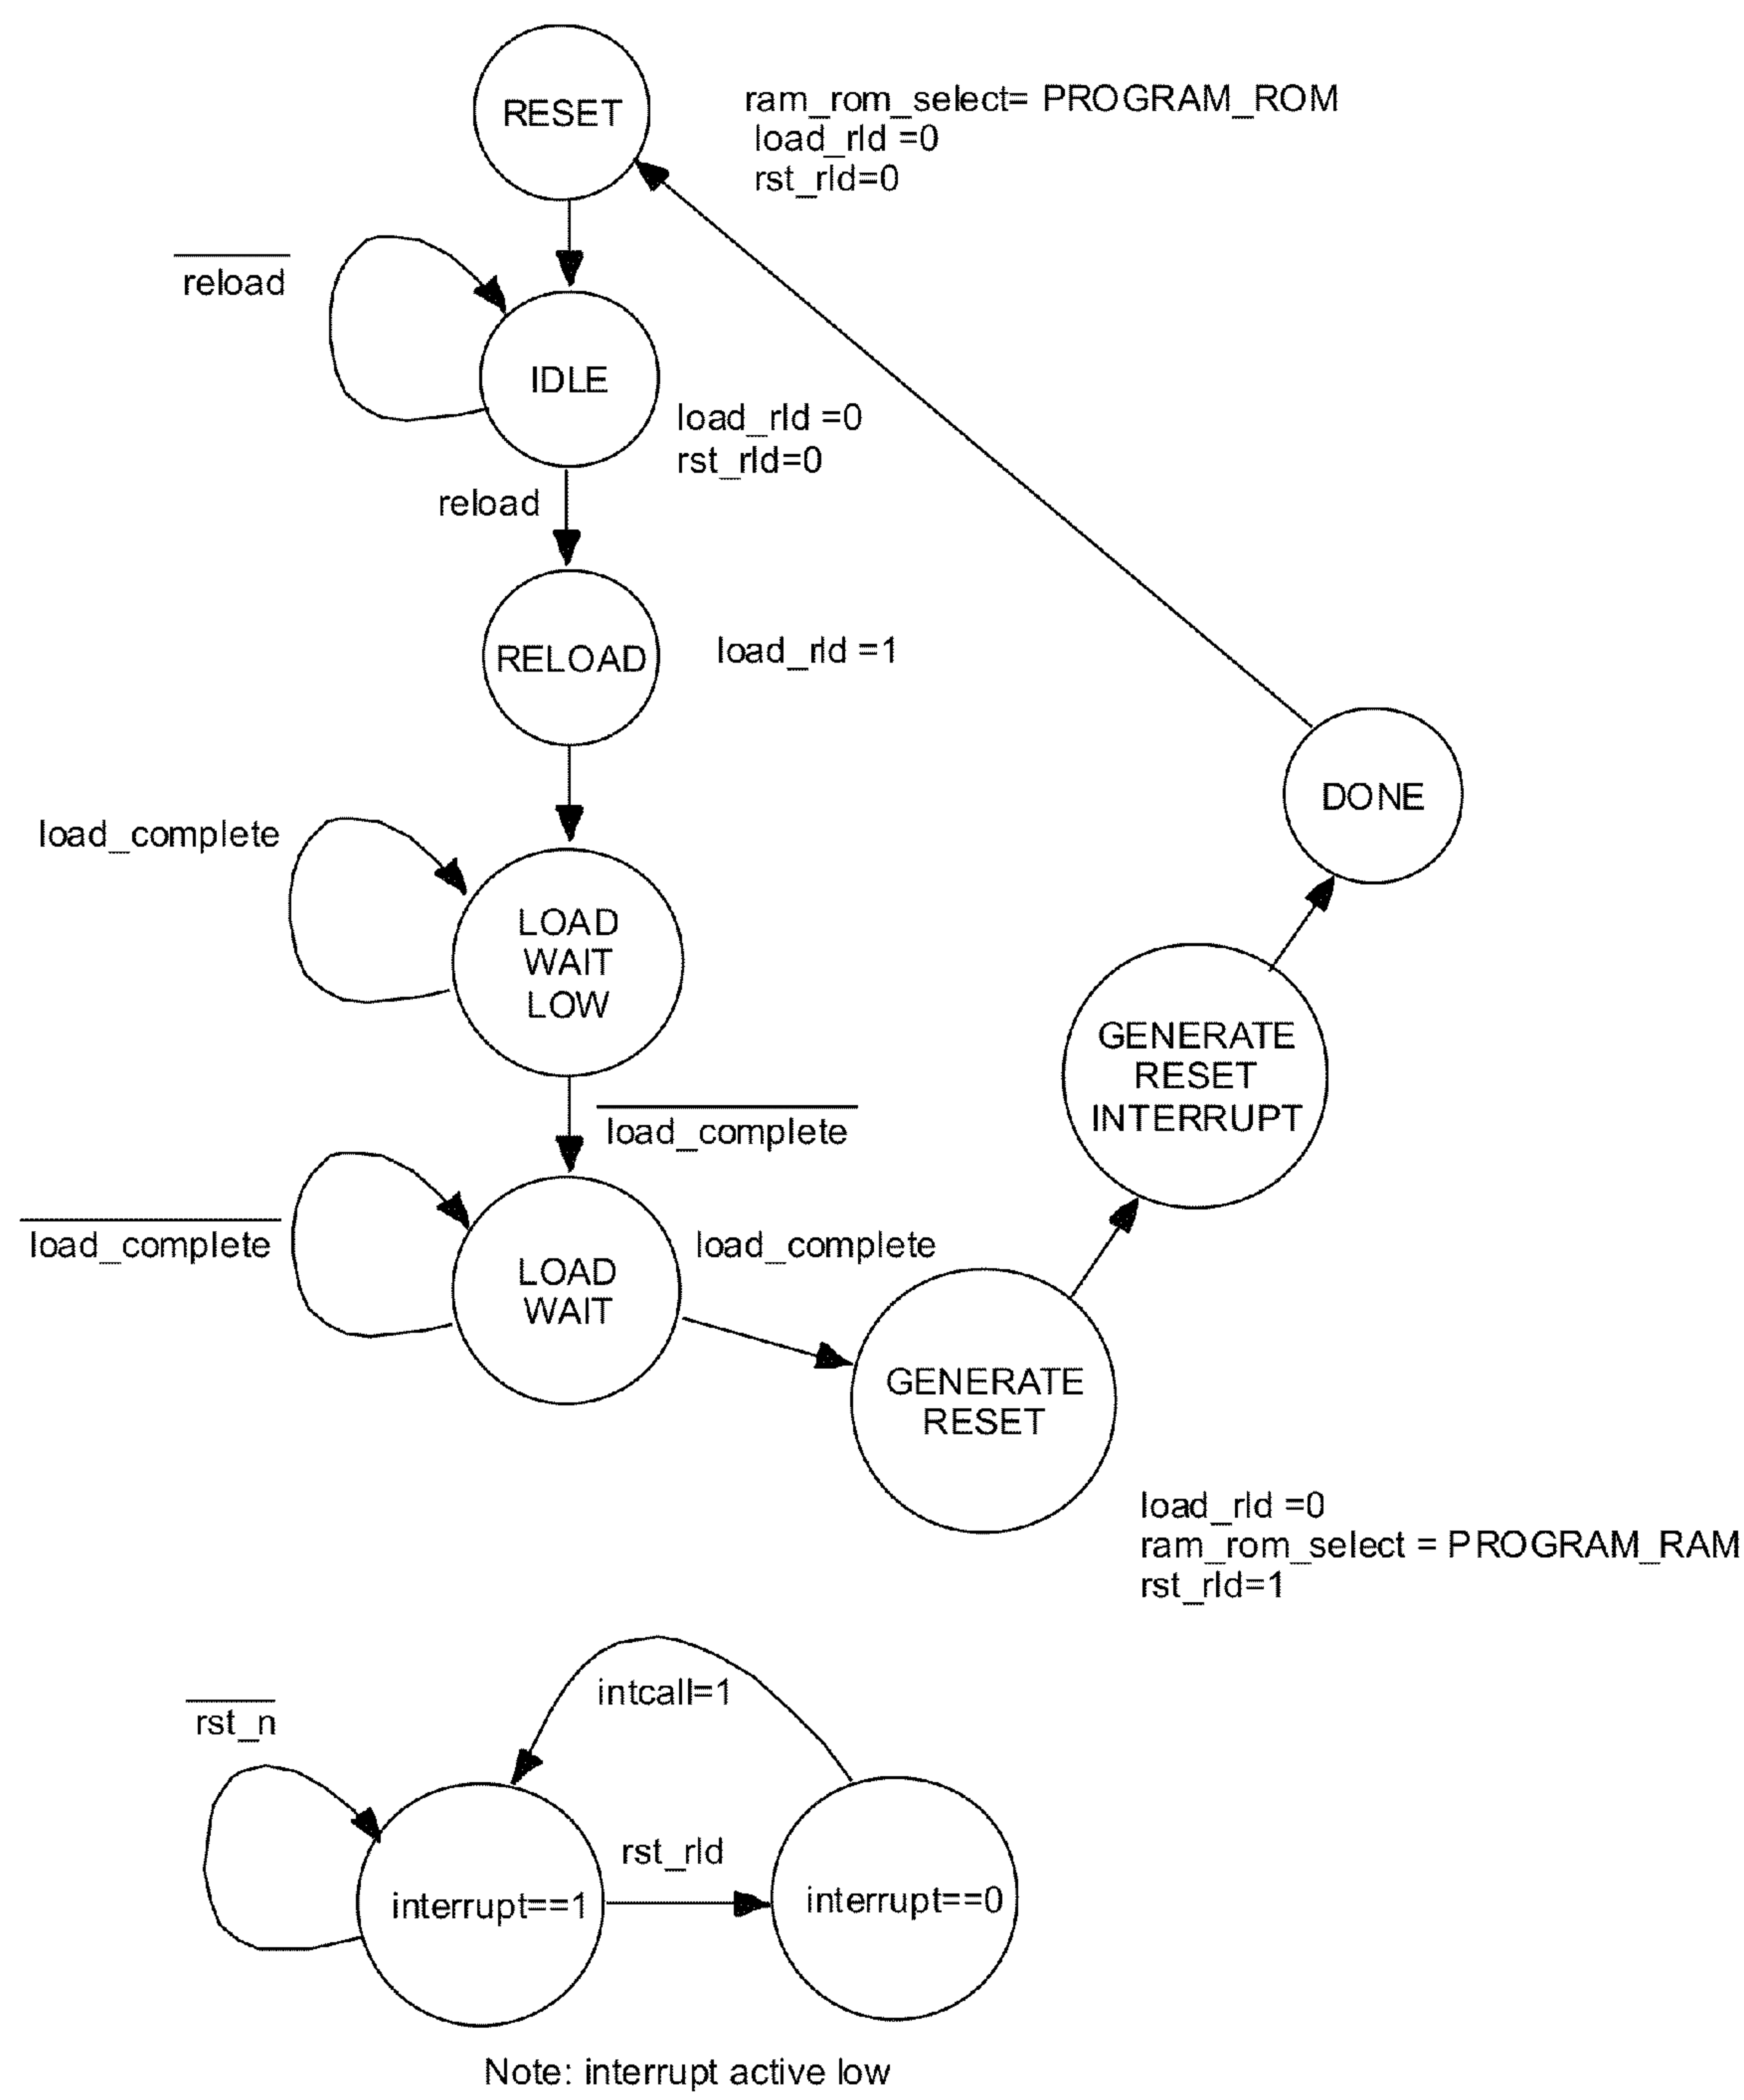 RESET
ram_rom_select= PROGRAM_ROM
load_rld =0
rst_rld=0
reload
IDLE
load_rld =0
rst_rld=0
reload
RELOAD
load_rld =1
DONE
load_complete
LOAD
WAIT
LOW
GENERATE
RESET
INTERRUPT
load_complete
load_complete
LOAD
WAIT
load_complete
GENERATE
RESET
load_rld =0
ram_rom_select = PROGRAM_RAM
rst_rld=1
intcall=1
rst_n
rst_rld
interrupt==1
interrupt==0
Note: interrupt active low